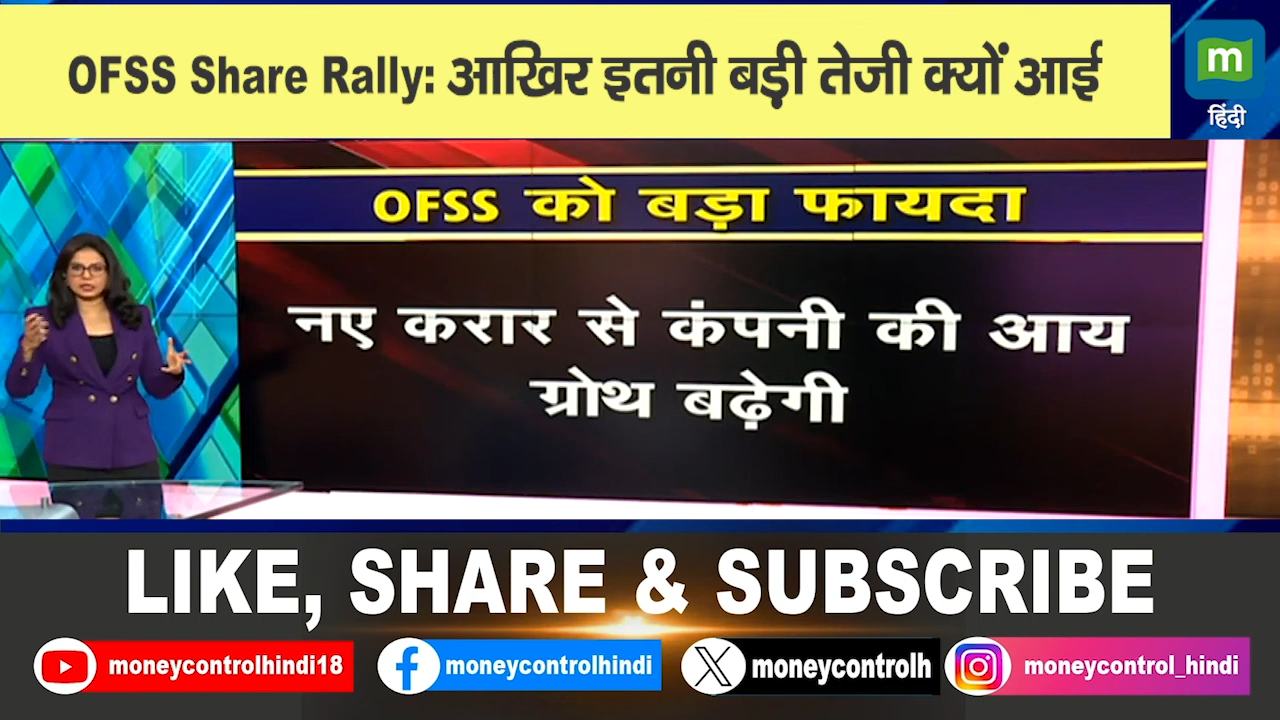 OFSS Share Rally: आखिर इतनी बड़ी तेजी क्यों आई
m
हिंदी
OFSS को बड़ा फायदा
नए करार से कंपनी की आय
ग्रोथ बढ़ेगी
LIKE, SHARE & SUBSCRIBE
moneycontrolhindi18
moneycontrolhindi
moneycontrolh
moneycontrol_hindi